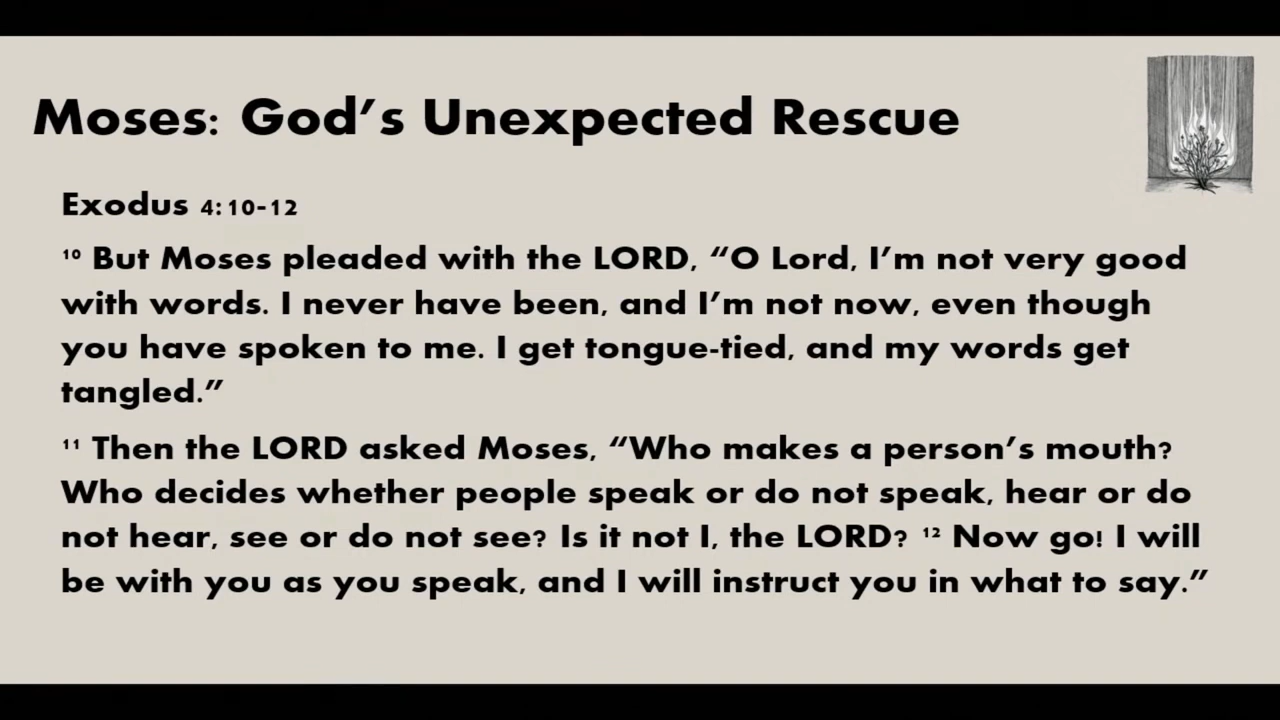 Moses: God’s Unexpected Rescue
Exodus 4:10-12
¹⁰ But Moses pleaded with the LORD, “O Lord, I’m not very good
with words. I never have been, and I’m not now, even though
you have spoken to me. I get tongue-tied, and my words get
tangled.”
¹¹ Then the LORD asked Moses, “Who makes a person’s mouth?
Who decides whether people speak or do not speak, hear or do
not hear, see or do not see? Is it not I, the LORD? ¹² Now go! I will
be with you as you speak, and I will instruct you in what to say.”